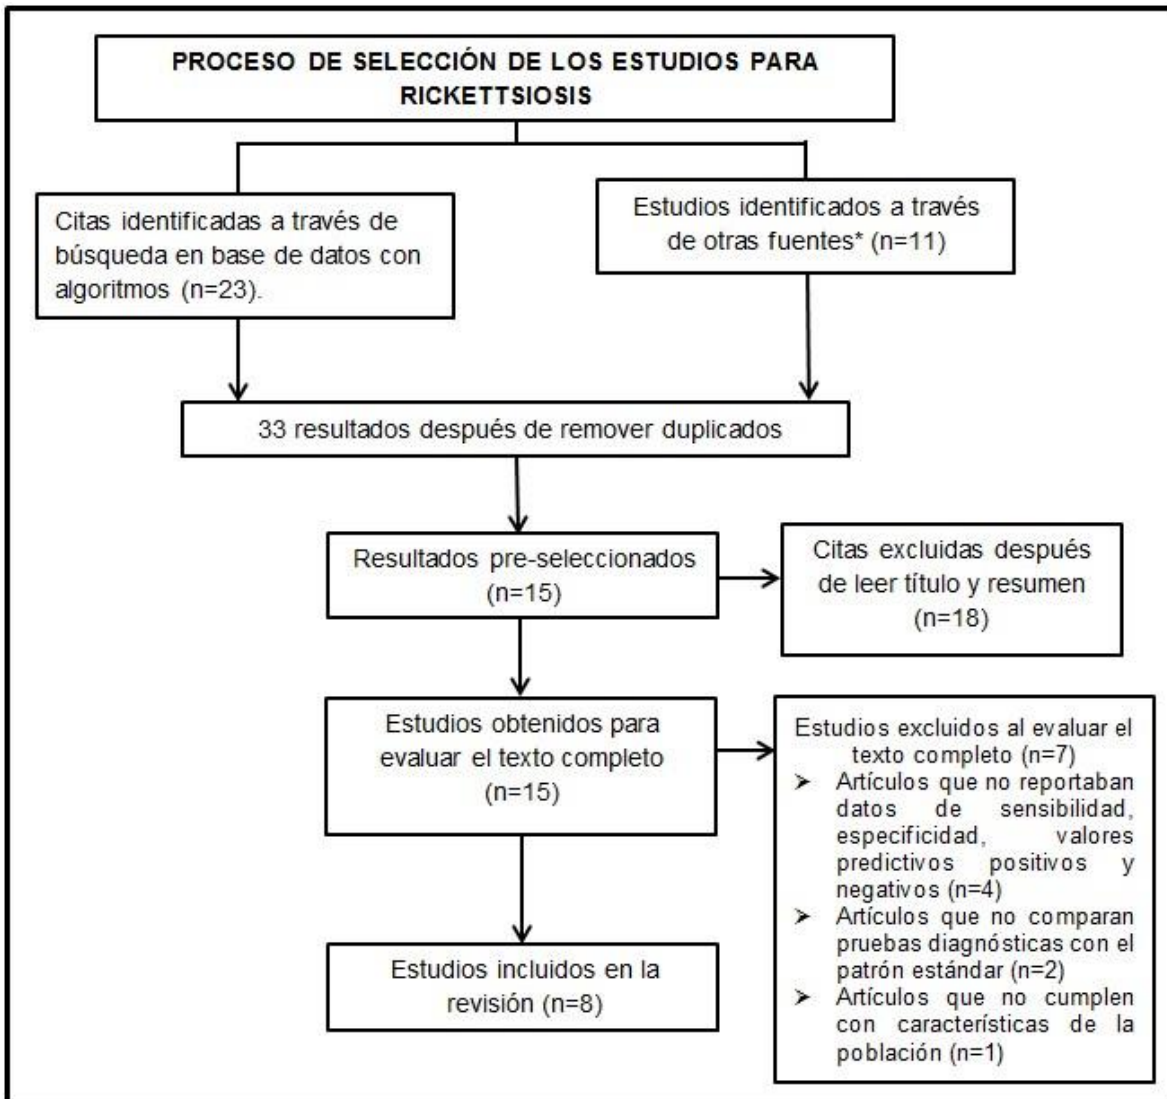 PROCESO DE SELECCIÓN DE LOS ESTUDIOS PARA
RICKETTSIOSIS
Citas identificadas a través de
búsqueda en base de datos con
algoritmos (n=23).
Estudios identificados a través
de otras fuentes* (n=11)
33 resultados después de remover duplicados
Resultados pre-seleccionados
(n=15)
Citas excluidas después
de leer título y resumen
(n=18)
Estudios obtenidos para
evaluar el texto completo
(n=15)
Estudios excluidos al evaluar el
texto completo (n=7)
➢ Artículos que no reportaban
datos de sensibilidad,
especificidad, valores
predictivos positivos y
negativos (n=4)
➢ Artículos que no comparan
pruebas diagnósticas con el
patrón estándar (n=2)
➢ Artículos que no cumplen
con características de la
población (n=1)
Estudios incluidos en la
revisión (n=8)